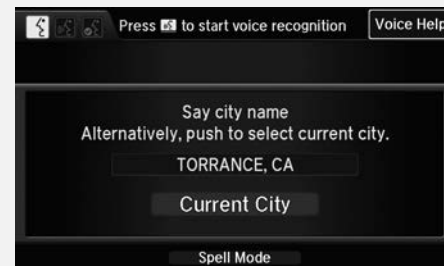 Press to start voice recognition
Voice Help
Say city name
Alternatively, push to select current city.
TORRANCE, CA
Current City
Spell Mode